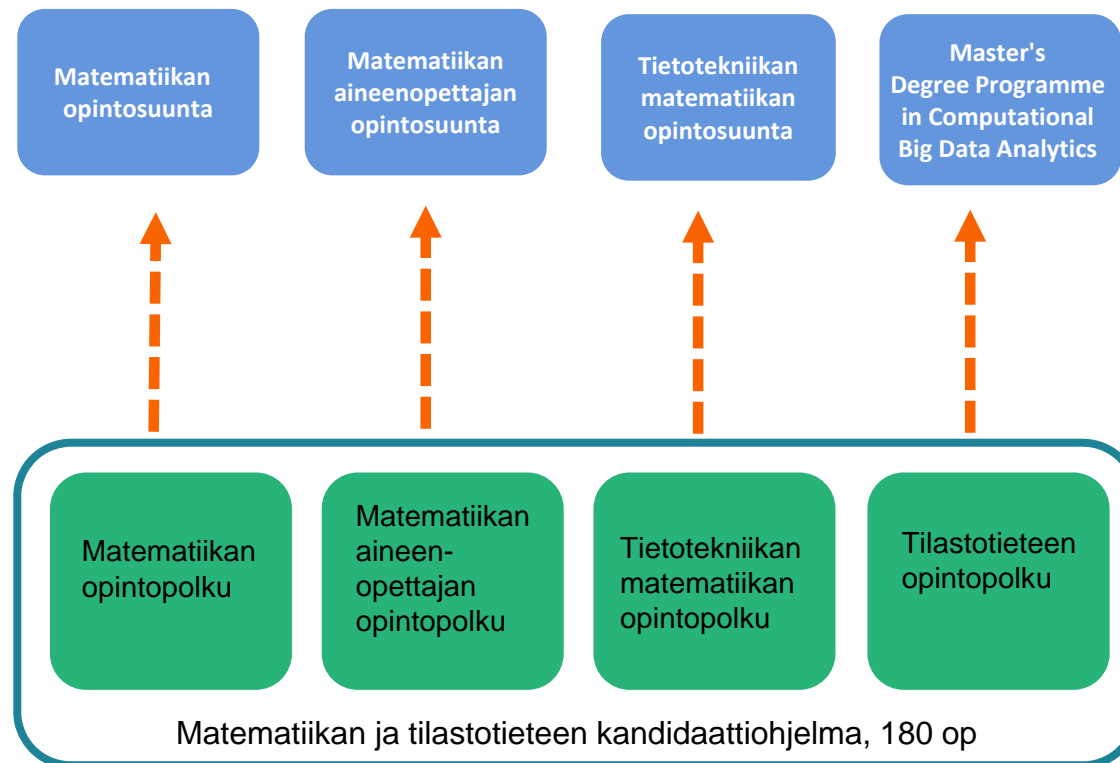 Matematiikan
opintosuunta
Matematiikan
aineenopettajan
opintosuunta
Tietotekniikan
matematiikan
opintosuunta
Master's
Degree Programme
in Computational
Big Data Analytics
Matematiikan
opintopolku
Matematiikan
aineen-
opettajan
opintopolku
Tietotekniikan
matematiikan
opintopolku
Tilastotieteen
opintopolku
Matematiikan ja tilastotieteen kandidaattiohjelma, 180 op